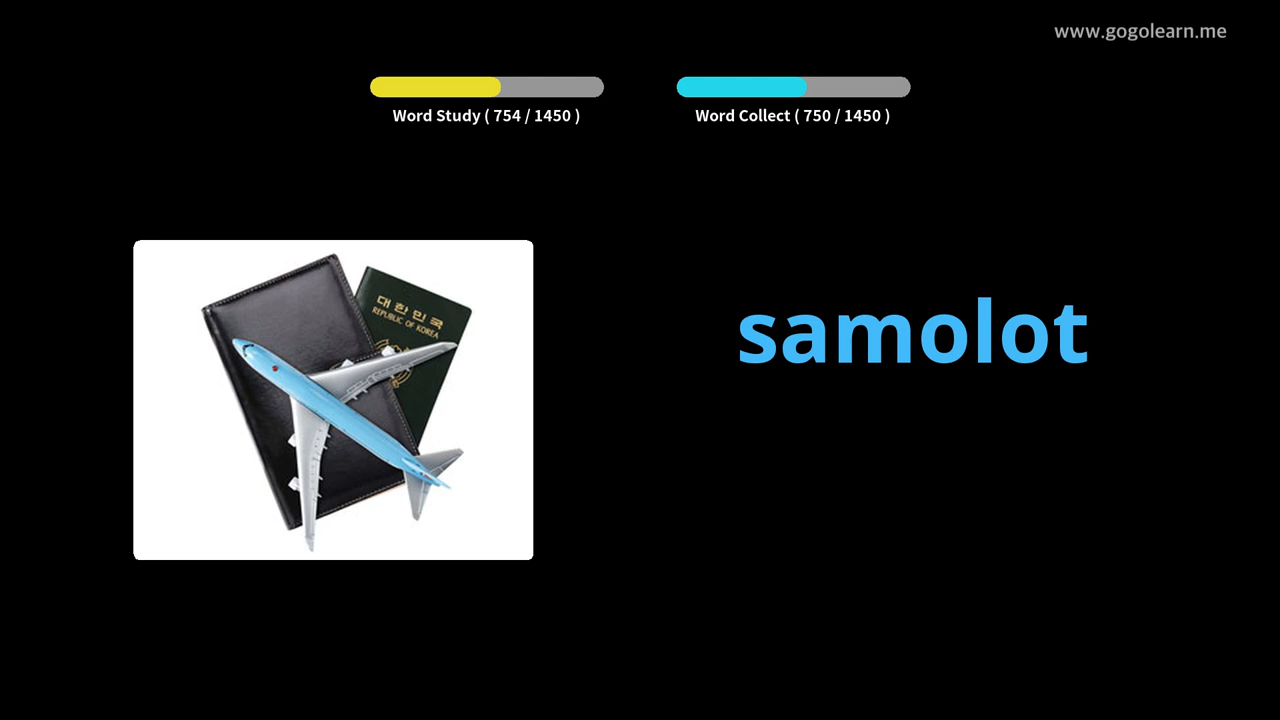 www.gogolearn.me
Word Study ( 754 / 1450 )
Word Collect ( 750 / 1450 )
대한민국
REPUBLIC OF KOREA
samolot